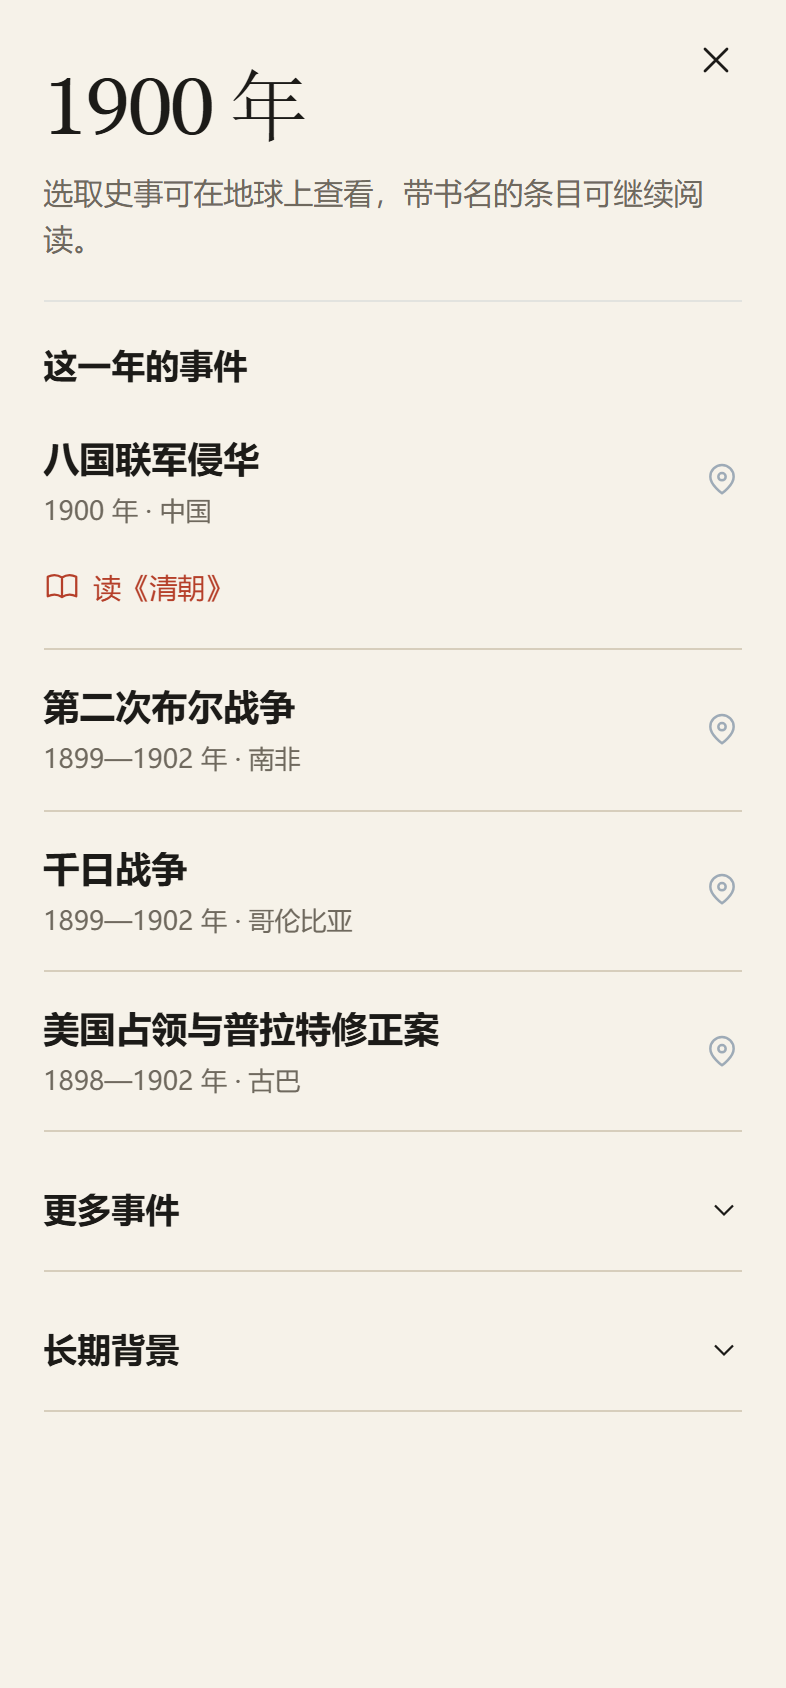 1900 年
选取史事可在地球上查看，带书名的条目可继续阅
读。
这一年的事件
八国联军侵华
1900 年 · 中国
读《清朝》
第二次布尔战争
1899—1902 年 · 南非
千日战争
1899—1902 年 · 哥伦比亚
美国占领与普拉特修正案
1898—1902 年 · 古巴
更多事件
长期背景